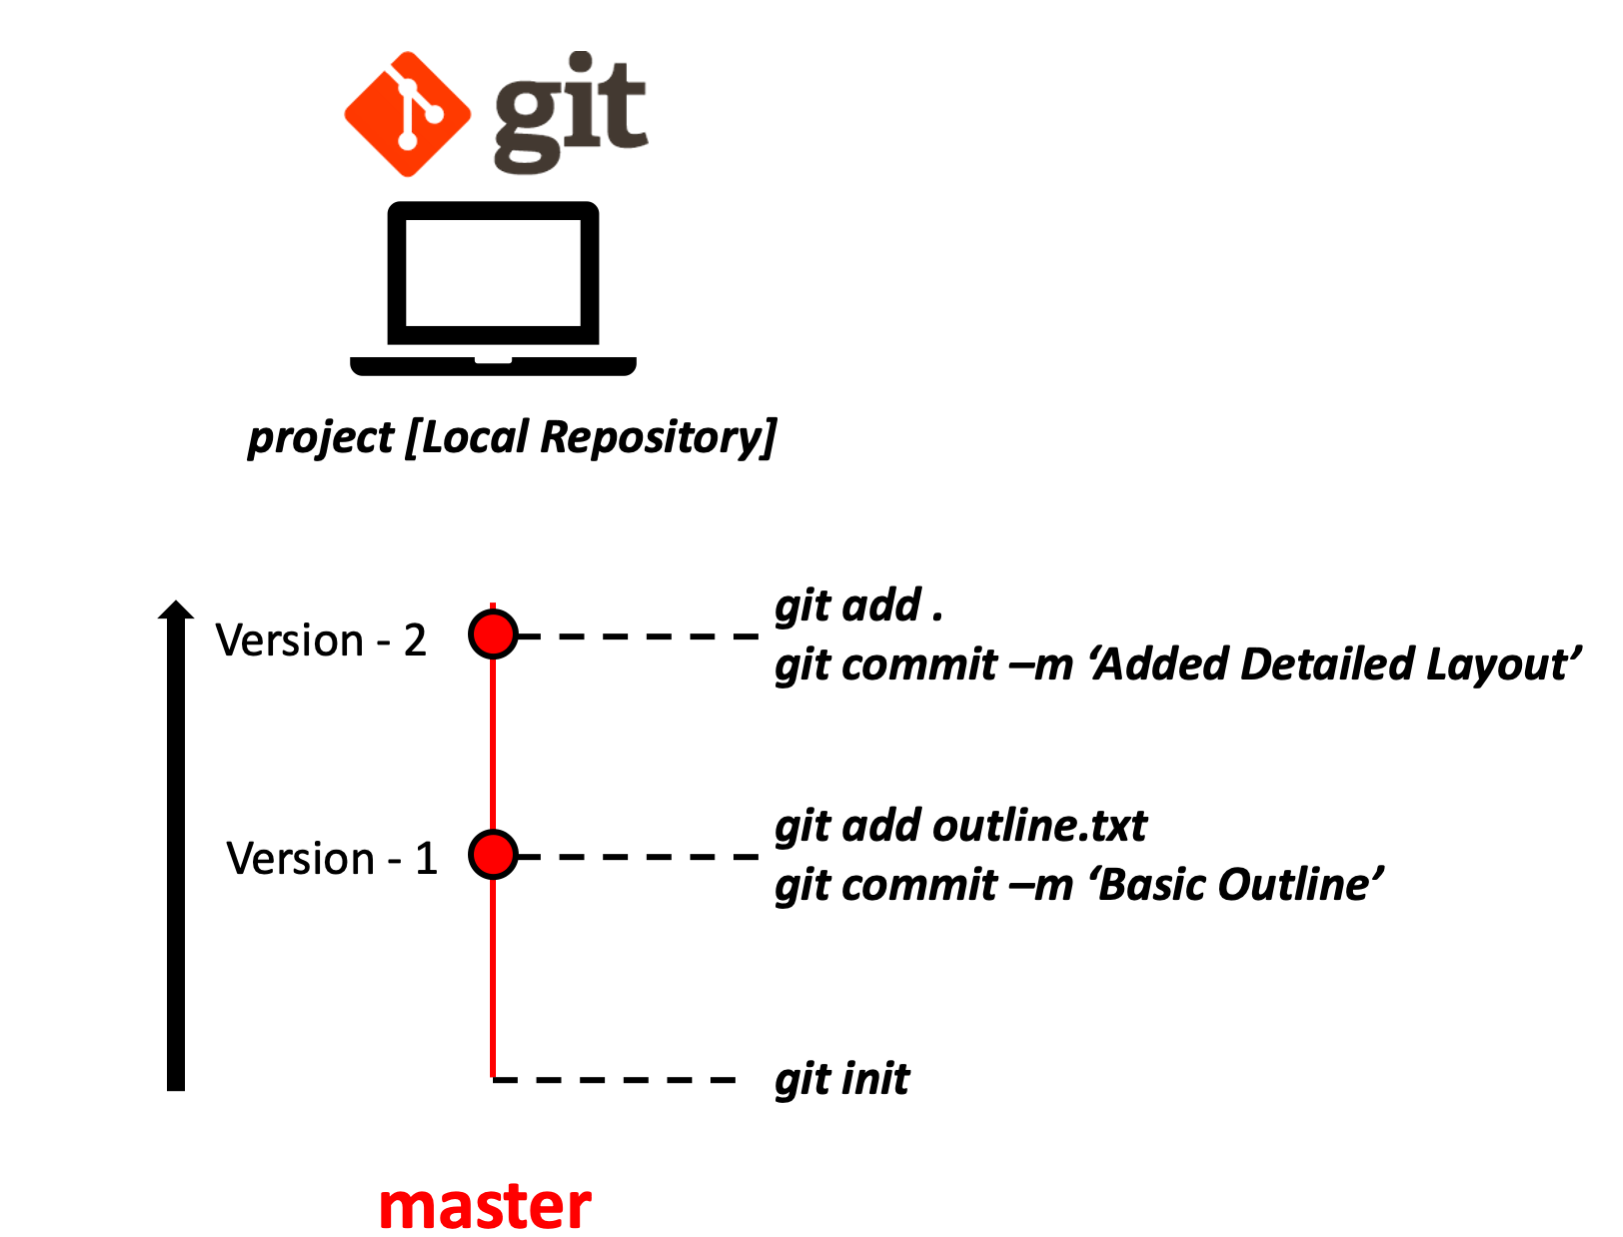 git
project [Local Repository]
Version - 2
git add .
git commit –m ‘Added Detailed Layout’
Version - 1
git add outline.txt
git commit –m ‘Basic Outline’
git init
master